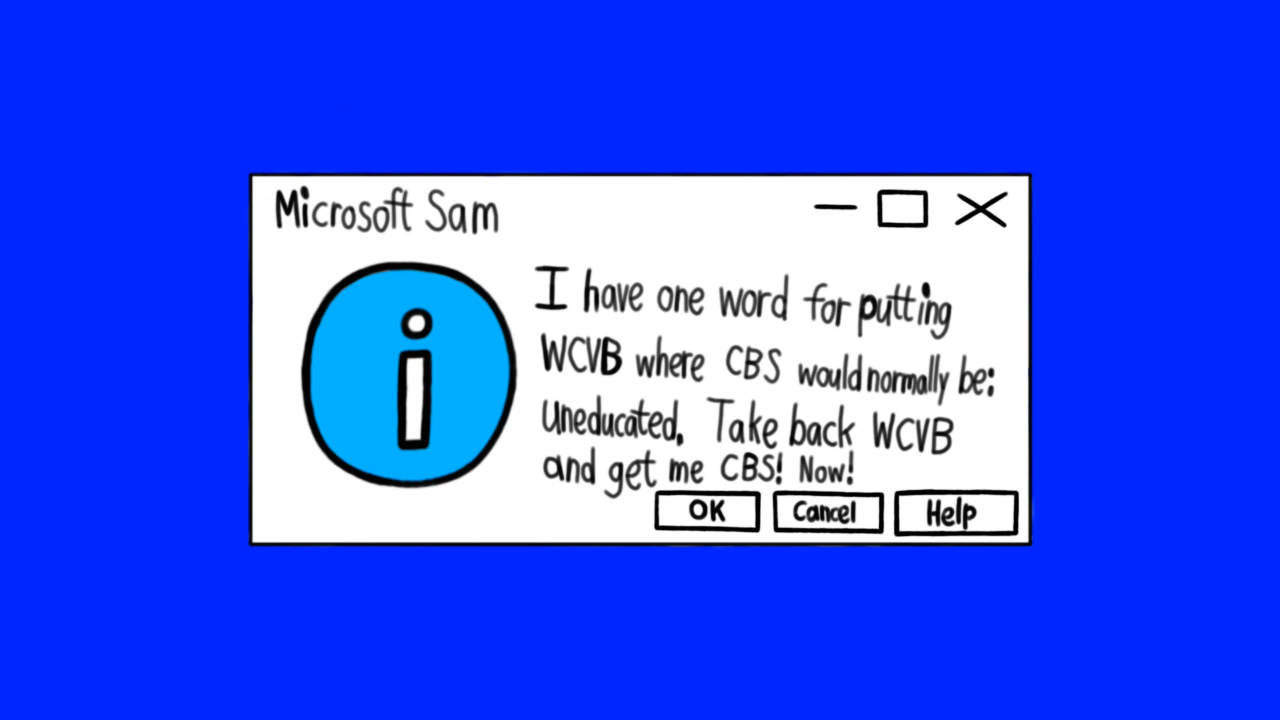 Microsoft Sam
I have one word for putting
WCVB where CBS would normally be:
Uneducated. Take back WCVB
and get me CBS! Now!
OK Cancel Help